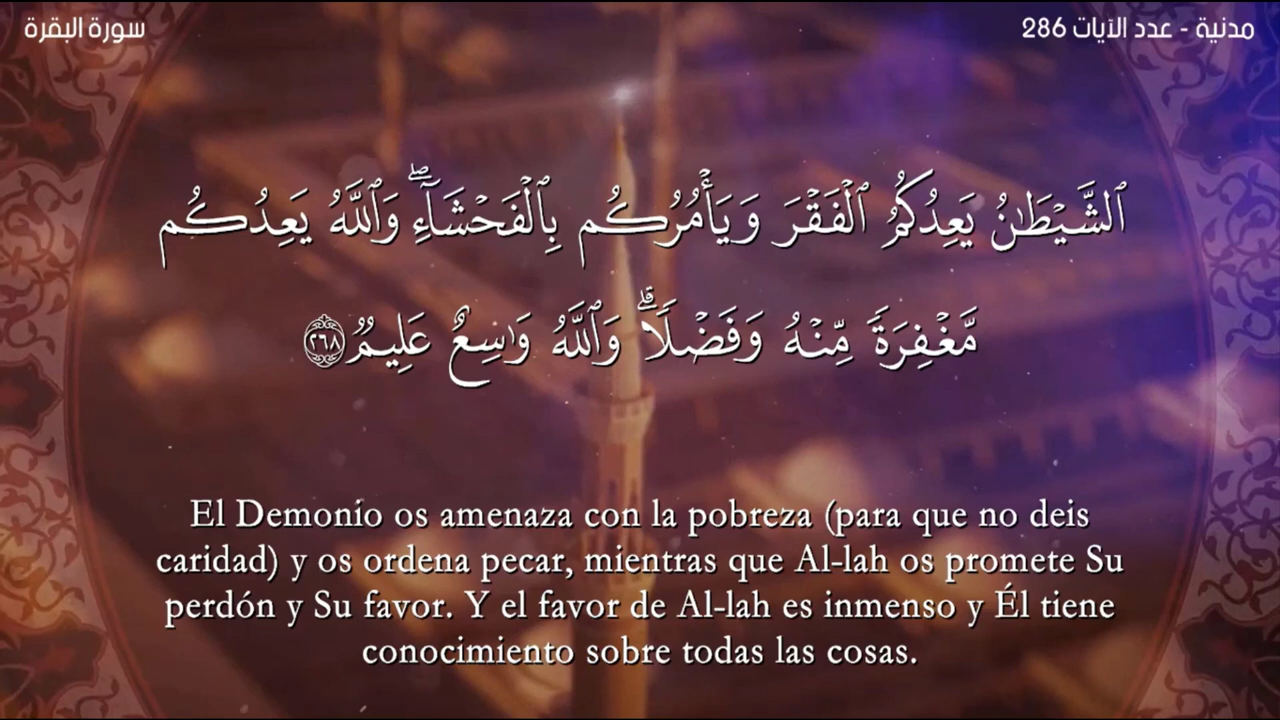 سورة البقرة
مدنية - عدد الآيات 286
ٱلشَّيْطَٰنُ يَعِدُكُمُ ٱلْفَقْرَ وَيَأْمُرُكُم بِٱلْفَحْشَآءِۖ وَٱللَّهُ يَعِدُكُم
مَّغْفِرَةً مِّنْهُ وَفَضْلًاۗ وَٱللَّهُ وَٰسِعٌ عَلِيمٌ ٢٦٨
El Demonio os amenaza con la pobreza (para que no deis
caridad) y os ordena pecar, mientras que Al-lah os promete Su
perdón y Su favor. Y el favor de Al-lah es inmenso y Él tiene
conocimiento sobre todas las cosas.